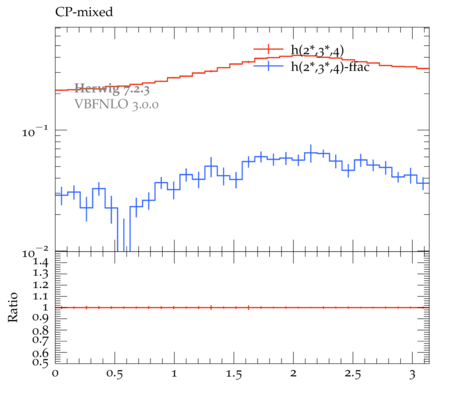 CP-mixed
h(2*,3*,4)
h(2*,3*,4)-ffac
Herwig 7.2.3
VBFNLO 3.0.0
10⁻¹
10⁻²
1.4
1.3
1.2
1.1
1
0.9
0.8
0.7
0.6
0.5
Ratio
0 0.5 1 1.5 2 2.5 3